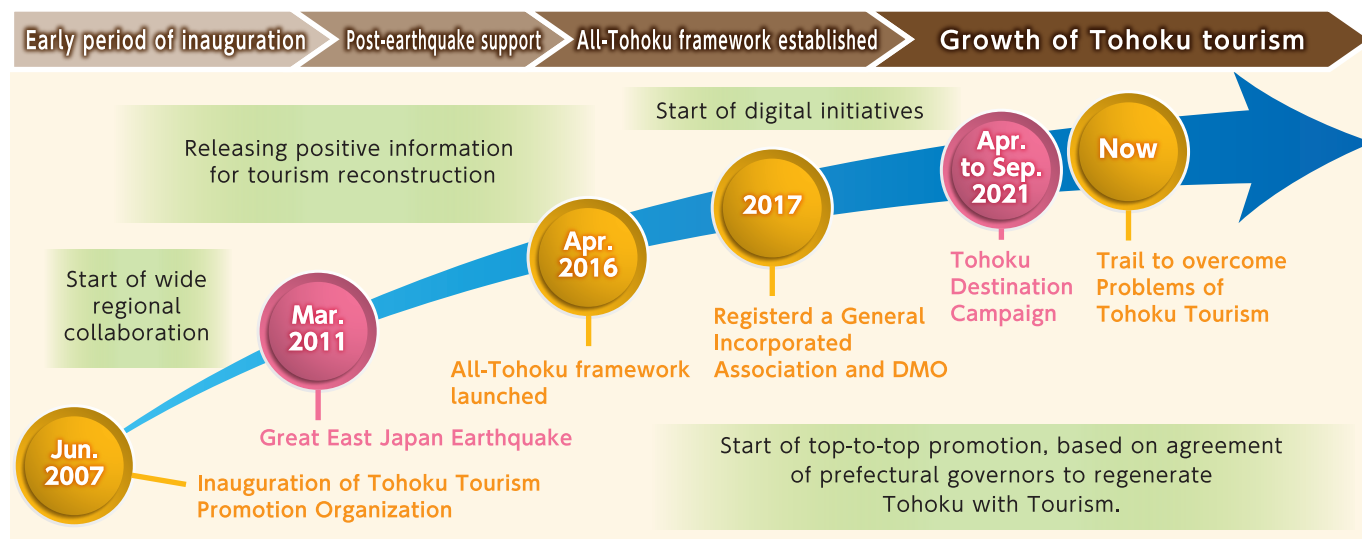 Early period of inauguration
Post-earthquake support
All-Tohoku framework established
Growth of Tohoku tourism
Start of digital initiatives
Releasing positive information
for tourism reconstruction
Start of wide
regional
collaboration
Jun.
2007
Inauguration of Tohoku Tourism
Promotion Organization
Mar.
2011
Great East Japan Earthquake
Apr.
2016
All-Tohoku framework
launched
2017
Registerd a General
Incorporated
Association and DMO
Apr.
to Sep.
2021
Tohoku
Destination
Campaign
Now
Trail to overcome
Problems of
Tohoku Tourism
Start of top-to-top promotion, based on agreement
of prefectural governors to regenerate
Tohoku with Tourism.